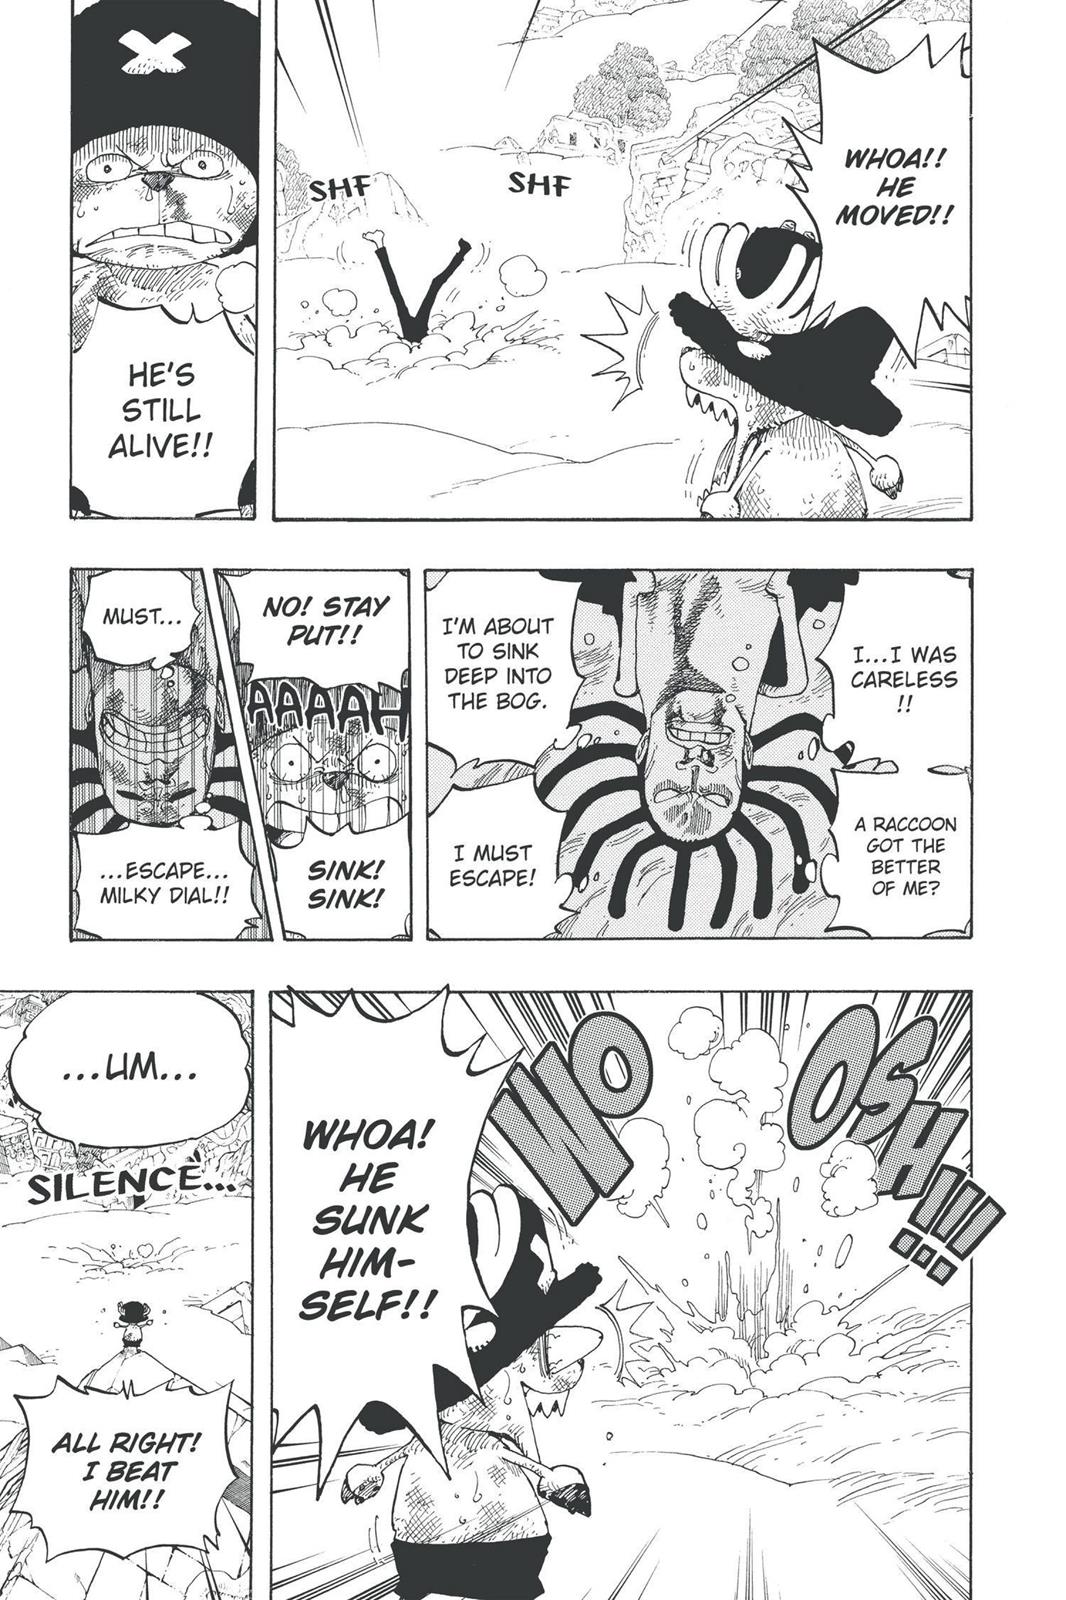 WHOA!!
HE
MOVED!!
SHF
SHF
HE'S
STILL
ALIVE!!
I...I WAS
CARELESS
!!
A RACCOON
GOT THE
BETTER
OF ME?
I'M ABOUT
TO SINK
DEEP INTO
THE BOG.
I MUST
ESCAPE!
NO! STAY
PUT!!
AAAAAH
SINK!
SINK!
MUST...
...ESCAPE...
MILKY DIAL!!
WO
OSH!!!
WHOA!
HE
SUNK
HIM-
SELF!!
...UM...
SILENCE...
ALL RIGHT!
I BEAT
HIM!!